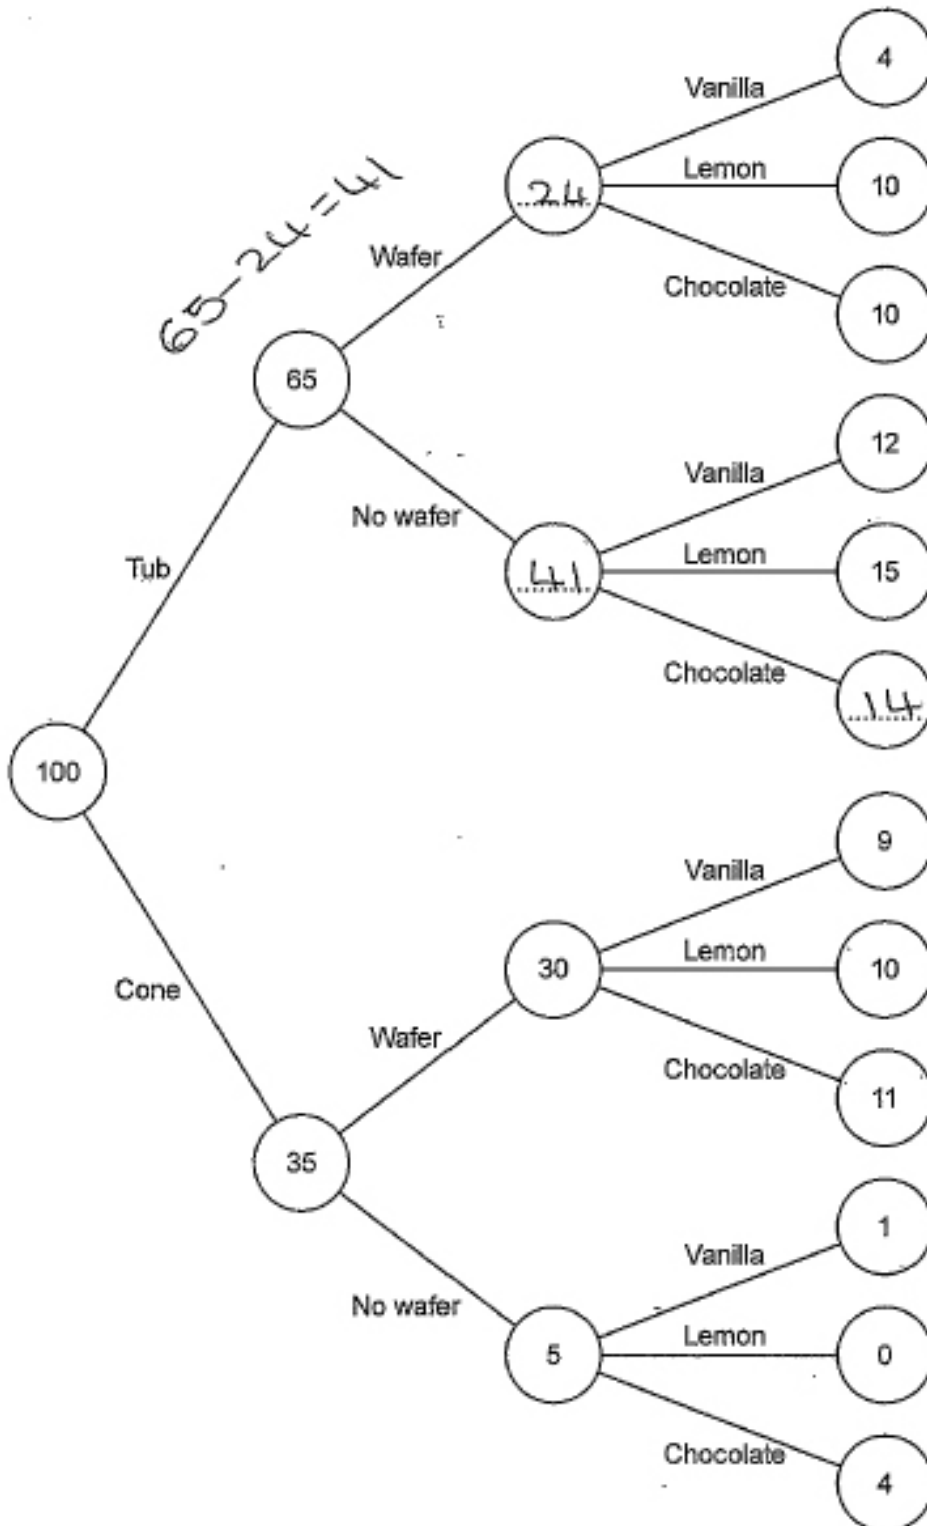 4
Vanilla
24
Lemon
10
65-24=41
Wafer
Chocolate
10
65
12
Vanilla
No wafer
Tub
41
Lemon
15
Chocolate
14
100
9
Vanilla
Cone
30
Lemon
10
Wafer
Chocolate
11
35
1
Vanilla
No wafer
5
Lemon
0
Chocolate
4